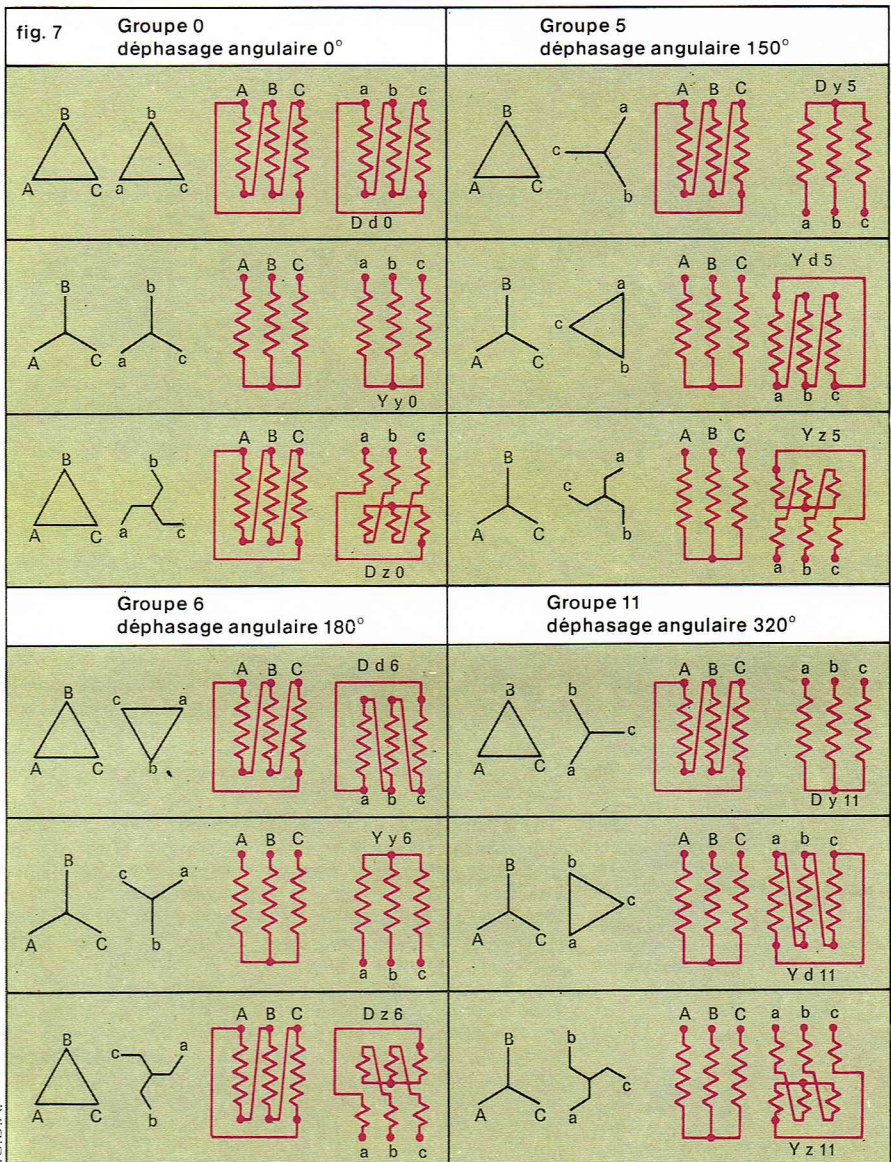 fig. 7
Groupe 0
déphasage angulaire 0°
Groupe 5
déphasage angulaire 150°
B
A C
b
a c
A B C
a b c
D d 0
B
A C
a
c
b
A B C
D y 5
a b c
B
A C
b
a c
A B C
a b c
Y y 0
B
A C
a
c
b
A B C
Y d 5
a b c
B
A C
b
a c
A B C
a b c
D z 0
B
A C
a
c
b
A B C
Y z 5
a b c
Groupe 6
déphasage angulaire 180°
Groupe 11
déphasage angulaire 320°
B
A C
c a
b
A B C
D d 6
a b c
B
A C
b
c
a
A B C
a b c
D y 11
B
A C
c a
b
A B C
Y y 6
a b c
B
A C
b
c
a
A B C
a b c
Y d 11
B
A C
c a
b
A B C
D z 6
a b c
B
A C
b
c
a
A B C
a b c
Y z 11